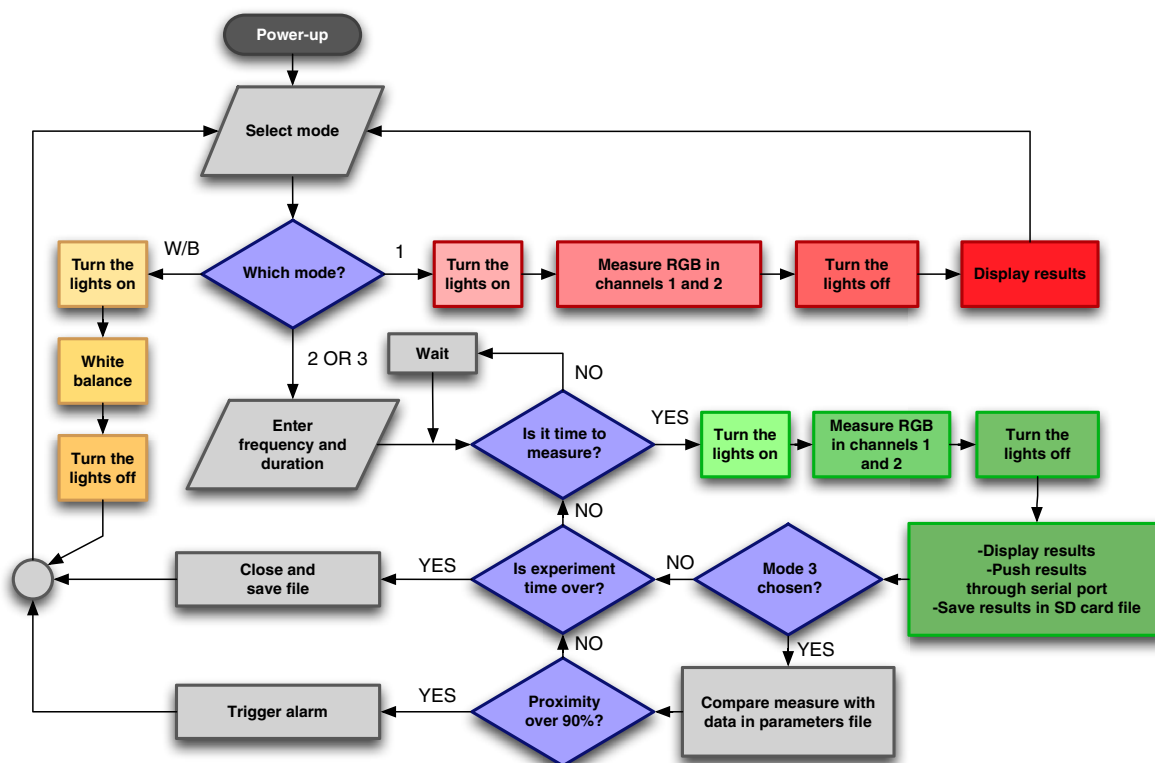 Power-up
Select mode
W/B
Which mode?
1
Turn the
lights on
Measure RGB in
channels 1 and 2
Turn the
lights off
Display results
Turn the
lights on
White
balance
Turn the
lights off
2 OR 3
Enter
frequency and
duration
Wait
NO
Is it time to
measure?
YES
Turn the
lights on
Measure RGB
in channels 1
and 2
Turn the
lights off
-Display results
-Push results
through serial port
-Save results in SD card file
Mode 3
chosen?
NO
Is experiment
time over?
NO
YES
Close and
save file
YES
Compare measure with
data in parameters file
Proximity
over 90%?
NO
YES
Trigger alarm